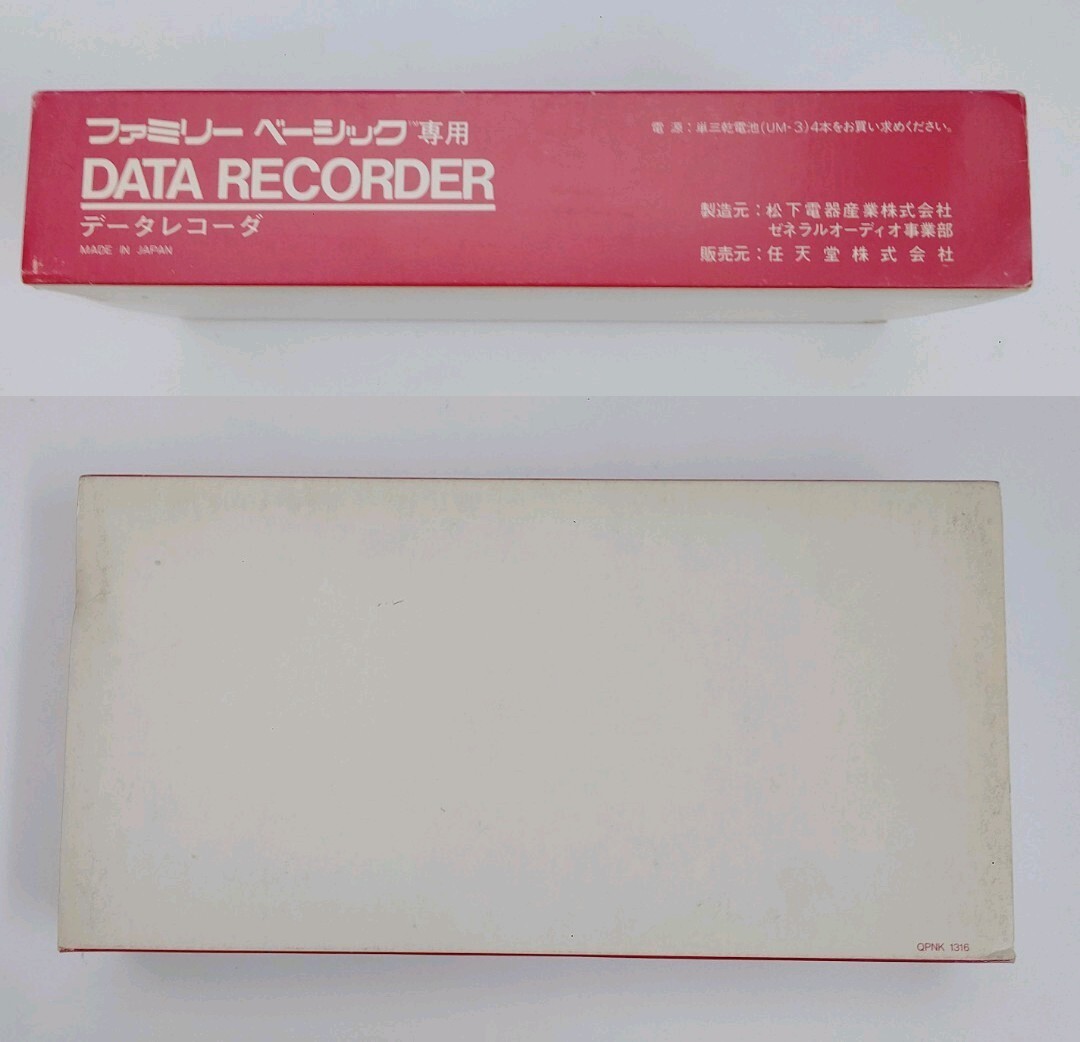 ファミリー ベーシック™専用
DATA RECORDER
データレコーダ
MADE IN JAPAN
電源：単三乾電池(UM-3)4本をお買い求めください。
製造元：松下電器産業株式会社
ゼネラルオーディオ事業部
販売元：任天堂株式会社
QPNK 1316